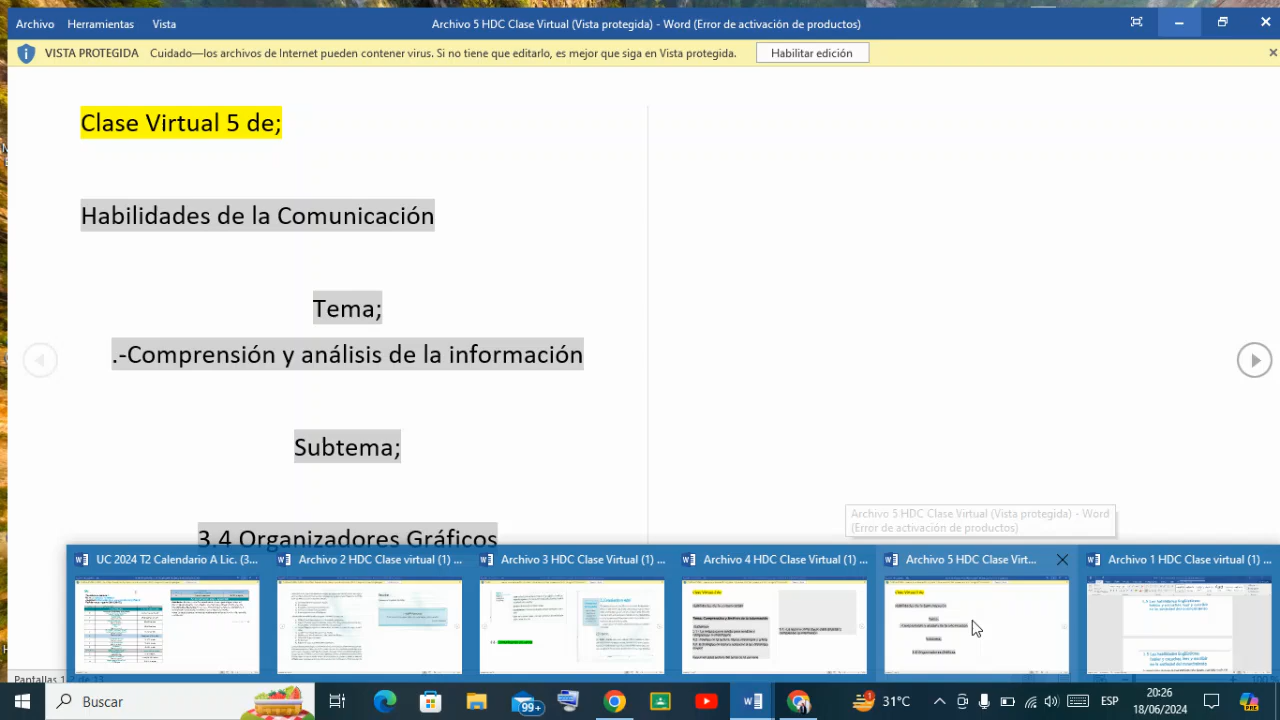 Archivo Herramientas Vista Archivo 5 HDC Clase Virtual (Vista protegida) - Word (Error de activación de productos)
VISTA PROTEGIDA Cuidado—los archivos de Internet pueden contener virus. Si no tiene que editarlo, es mejor que siga en Vista protegida. Habilitar edición
Clase Virtual 5 de;
Habilidades de la Comunicación
Tema;
.-Comprensión y análisis de la información
Subtema;
3.4 Organizadores Gráficos
Archivo 5 HDC Clase Virtual (Vista protegida) - Word
(Error de activación de productos)
UC 2024 T2 Calendario A Lic. (3... Archivo 2 HDC Clase virtual (1) ... Archivo 3 HDC Clase Virtual (1) ... Archivo 4 HDC Clase virtual (1) ... Archivo 5 HDC Clase Virt... Archivo 1 HDC Clase virtual (1) ...
Buscar 99+ 1 31°C ESP 20:26
18/06/2024